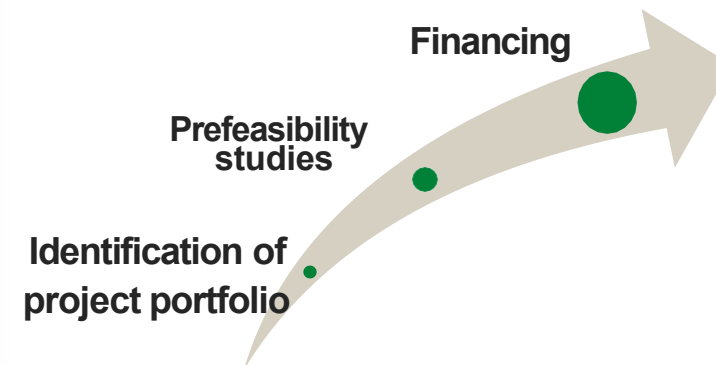 Financing
Prefeasibility
studies
Identification of
project portfolio